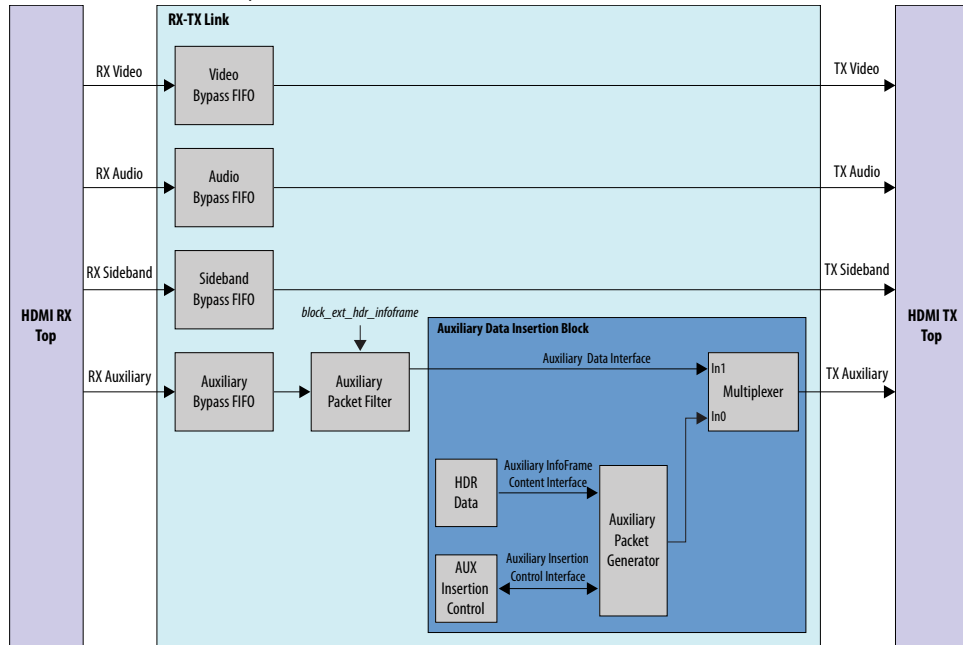 RX-TX Link
RX Video
Video
Bypass FIFO
TX Video
RX Audio
Audio
Bypass FIFO
TX Audio
RX Sideband
Sideband
Bypass FIFO
TX Sideband
HDMI RX
Top
block_ext_hdr_infoframe
HDMI TX
Top
Auxiliary Data Insertion Block
RX Auxiliary
Auxiliary
Bypass FIFO
Auxiliary
Packet Filter
Auxiliary Data Interface
In1
Multiplexer
In0
TX Auxiliary
HDR
Data
Auxiliary InfoFrame
Content Interface
Auxiliary
Packet
Generator
AUX
Insertion
Control
Auxiliary Insertion
Control Interface